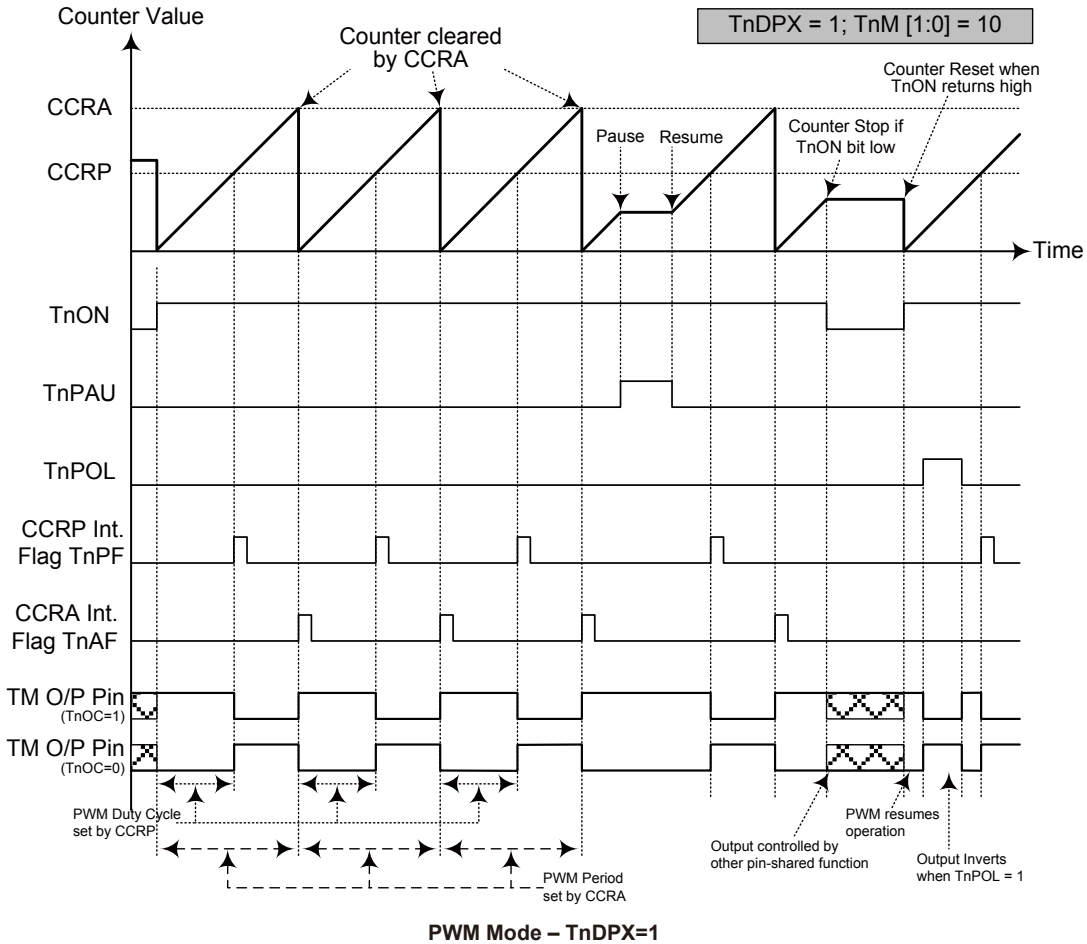 Counter Value
TnDPX = 1; TnM [1:0] = 10
Counter cleared
by CCRA
Counter Reset when
TnON returns high
CCRA
Pause
Resume
Counter Stop if
TnON bit low
CCRP
Time
TnON
TnPAU
TnPOL
CCRP Int.
Flag TnPF
CCRA Int.
Flag TnAF
TM O/P Pin
(TnOC=1)
TM O/P Pin
(TnOC=0)
PWM Duty Cycle
set by CCRP
PWM resumes
operation
Output controlled by
other pin-shared function
Output Inverts
when TnPOL = 1
PWM Period
set by CCRA
PWM Mode – TnDPX=1